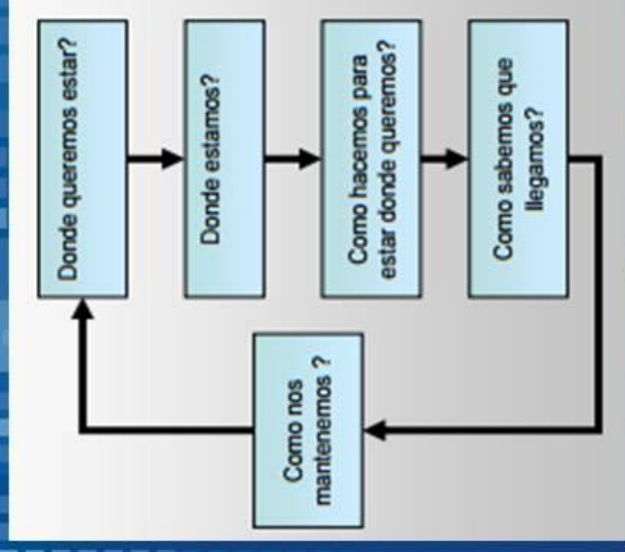 Donde queremos estar?
Donde estamos?
Como hacemos para
estar donde queremos?
Como sabemos que
llegamos?
Como nos
mantenemos ?